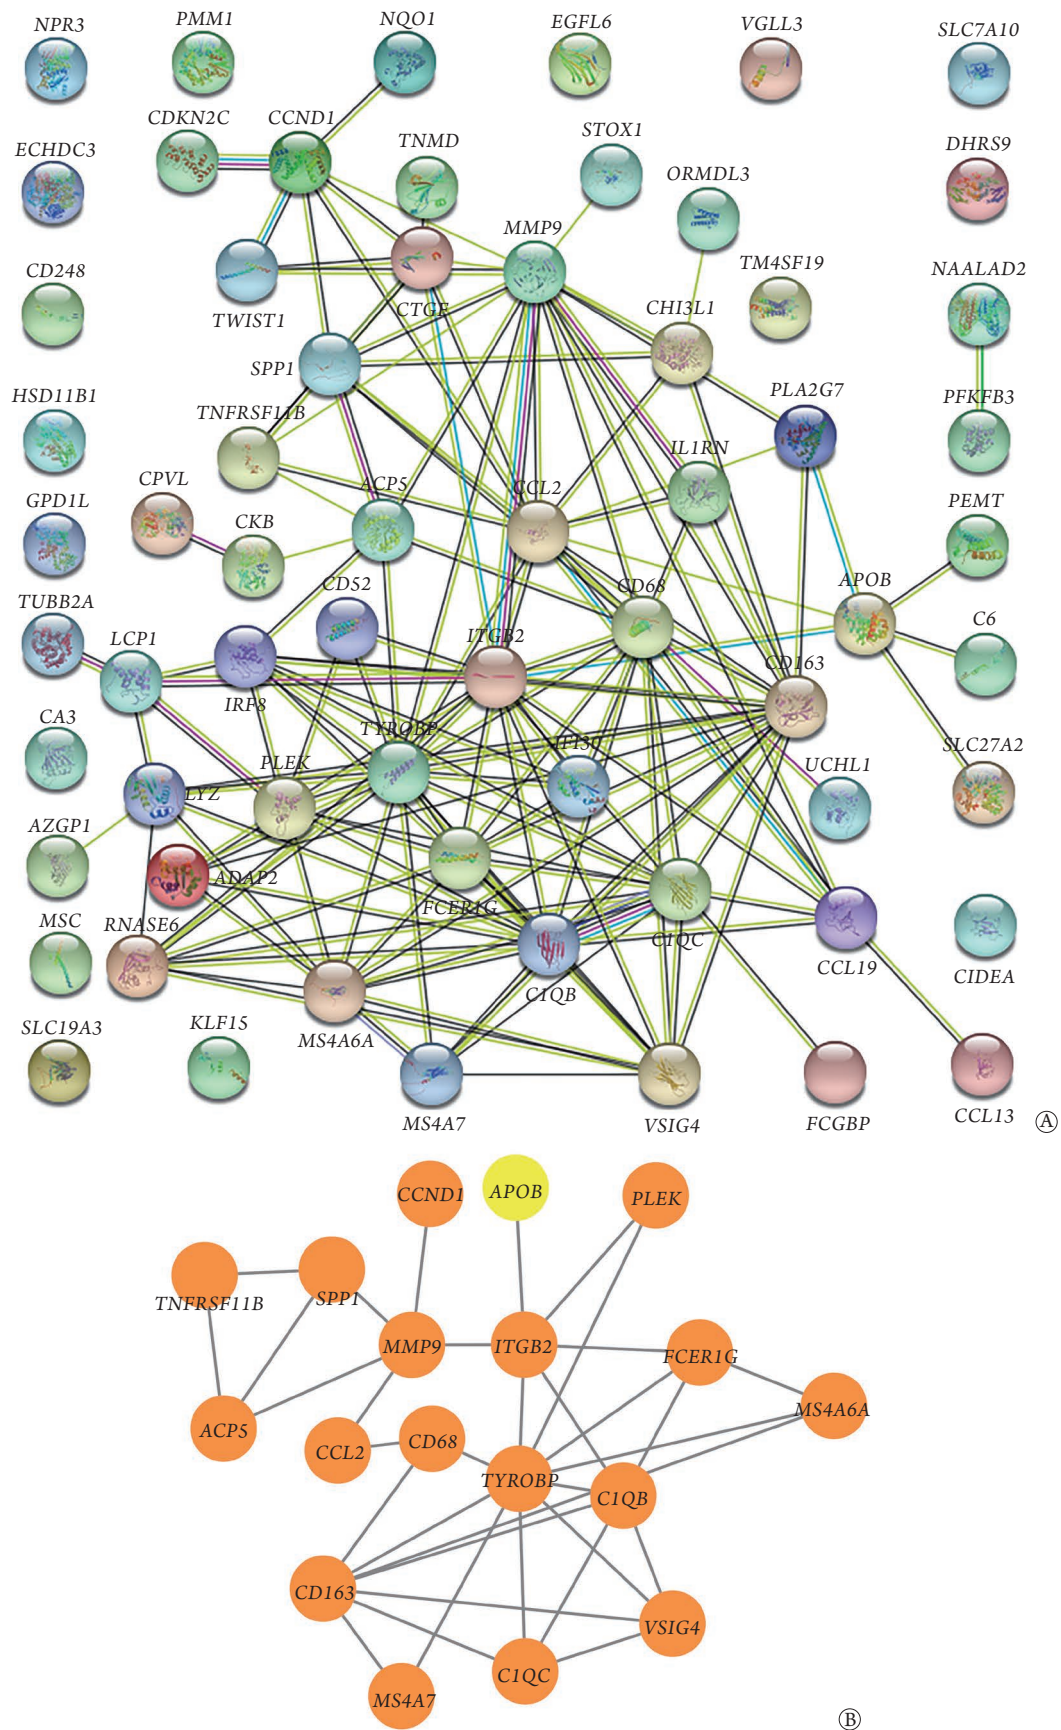 NPR3
PMM1
NQO1
EGFL6
VGLL3
SLC7A10
CDKN2C
CCND1
TNMD
STOX1
ORMDL3
DHRS9
ECHDC3
MMP9
CD248
TWIST1
CTGF
TM4SF19
NAALAD2
CHI3L1
SPP1
HSD11B1
TNFRSF11B
PLA2G7
PFKFB3
IL1RN
CPVL
ACP5
CCL2
GPD1L
CKB
PEMT
CD52
CD68
APOB
TUBB2A
LCP1
ITGB2
C6
CD163
IRF8
CA3
TYROBP
PLEK
IFI30
UCHL1
SLC27A2
LYZ
AZGP1
ADAP2
FCER1G
MSC
RNASE6
C1QC
CCL19
CIDEA
C1QB
SLC19A3
KLF15
MS4A6A
MS4A7
VSIG4
FCGBP
CCL13
A
CCND1
APOB
PLEK
TNFRSF11B
SPP1
MMP9
ITGB2
FCER1G
MS4A6A
ACP5
CCL2
CD68
TYROBP
C1QB
CD163
VSIG4
C1QC
MS4A7
B